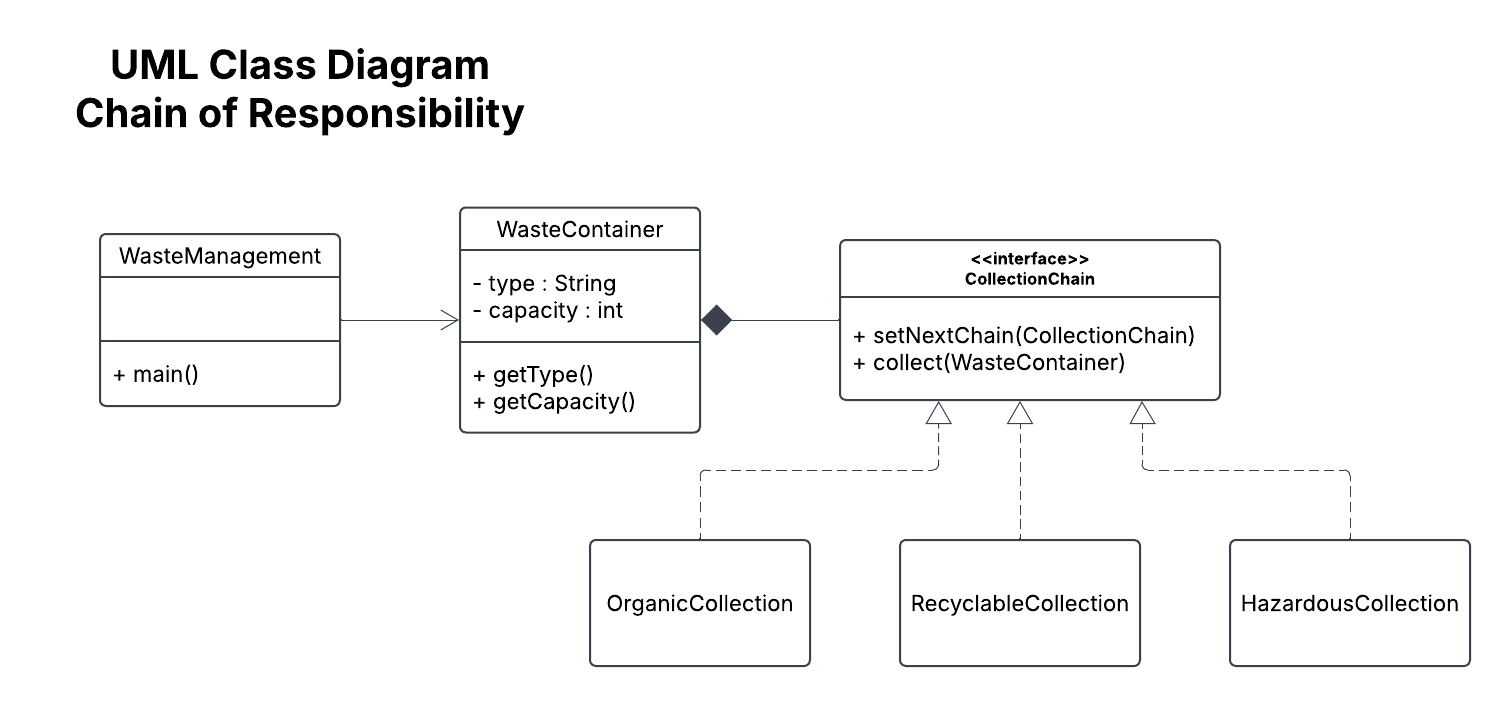 UML Class Diagram
Chain of Responsibility
WasteManagement
+ main()
WasteContainer
- type : String
- capacity : int
+ getType()
+ getCapacity()
<<interface>>
CollectionChain
+ setNextChain(CollectionChain)
+ collect(WasteContainer)
OrganicCollection
RecyclableCollection
HazardousCollection